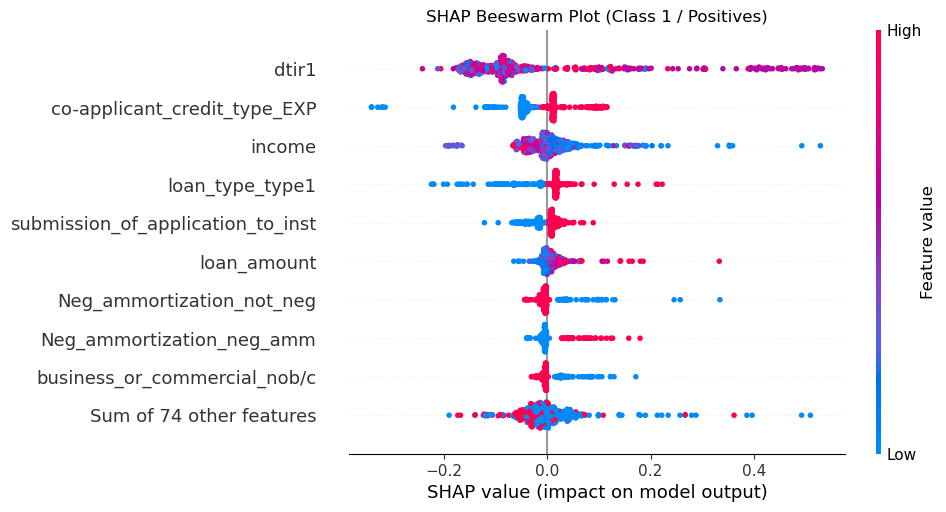 SHAP Beeswarm Plot (Class 1 / Positives)
High
dtir1
co-applicant_credit_type_EXP
income
loan_type_type1
submission_of_application_to_inst
loan_amount
Neg_ammortization_not_neg
Neg_ammortization_neg_amm
business_or_commercial_nob/c
Sum of 74 other features
Feature value
Low
−0.2 0.0 0.2 0.4
SHAP value (impact on model output)